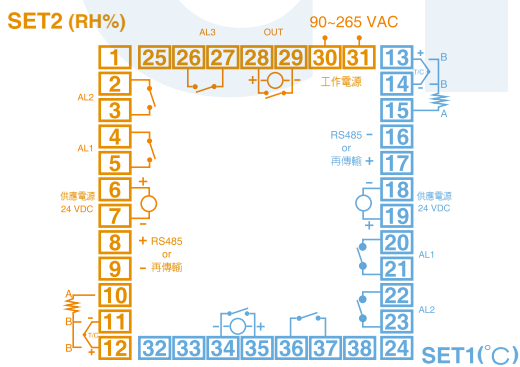 SET2 (RH%)
AL3
OUT
90~265 VAC
1
25
26
27
28
29
30
31
13
+
B
+
-
工作電源
T/C
2
14
-
B
AL2
3
15
A
4
RS485 -
16
AL1
or
5
再傳輸 +
17
6
+
-
18
供應電源
供應電源
24 VDC
24 VDC
7
-
+
19
8
+ RS485
20
or
AL1
9
- 再傳輸
21
A
10
22
AL2
B
-
11
23
T/C
-
+
B
+
12
32
33
34
35
36
37
38
24
SET1(℃)